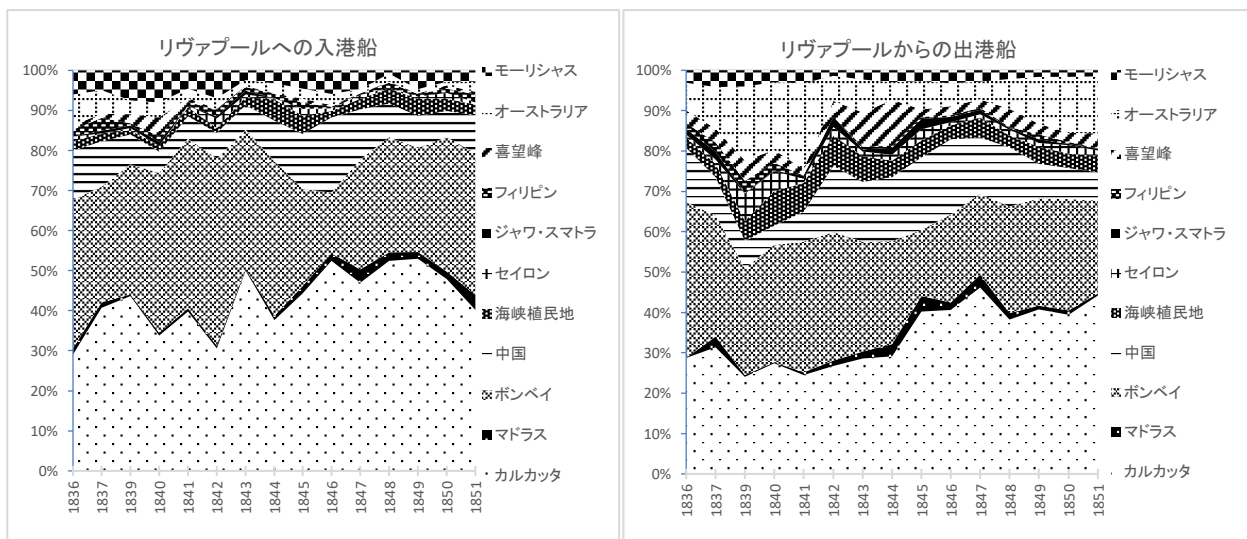 リヴァプールへの入港船
100%
90%
80%
70%
60%
50%
40%
30%
20%
10%
0%
1836
1837
1839
1840
1841
1842
1843
1844
1845
1846
1847
1848
1849
1850
1851
モーリシャス
オーストラリア
喜望峰
フィリピン
ジャワ・スマトラ
セイロン
海峡植民地
中国
ボンベイ
マドラス
カルカッタ
リヴァプールからの出港船
100%
90%
80%
70%
60%
50%
40%
30%
20%
10%
0%
1836
1837
1839
1840
1841
1842
1843
1844
1845
1846
1847
1848
1849
1850
1851
モーリシャス
オーストラリア
喜望峰
フィリピン
ジャワ・スマトラ
セイロン
海峡植民地
中国
ボンベイ
マドラス
カルカッタ